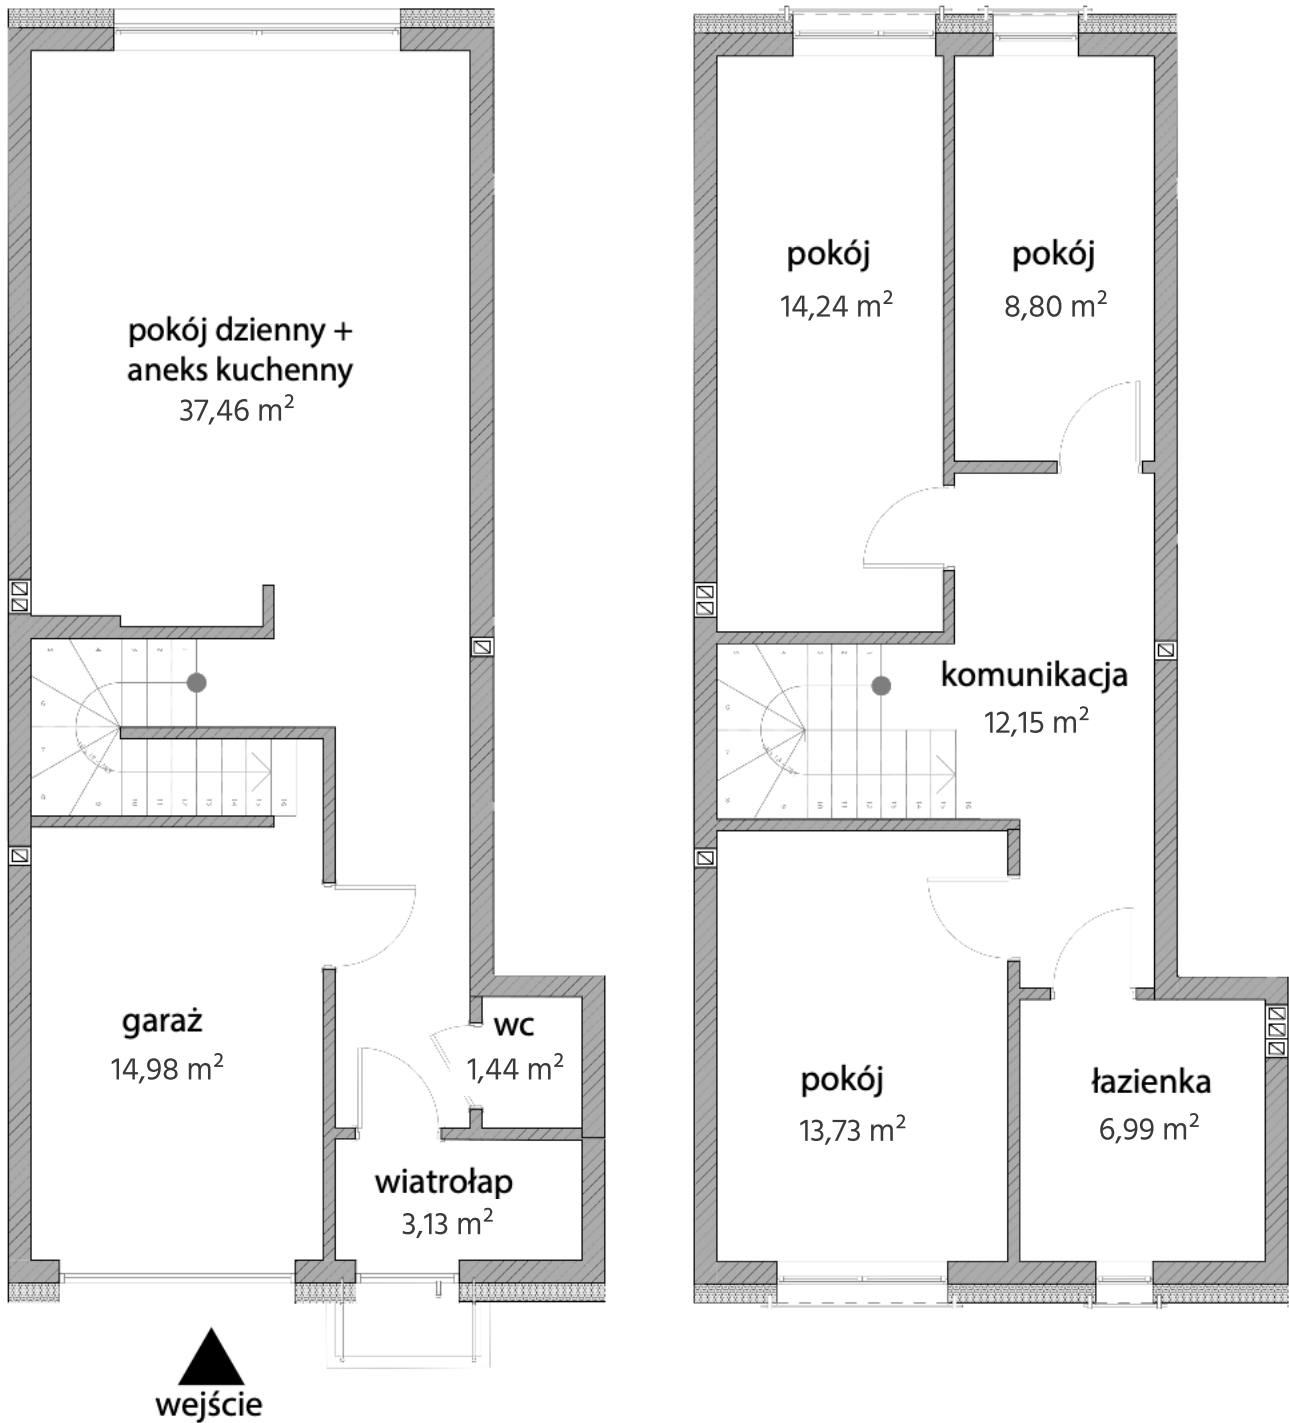 pokój dzienny +
aneks kuchenny
37,46 m²
garaż
14,98 m²
wc
1,44 m²
wiatrołap
3,13 m²
wejście
pokój
14,24 m²
pokój
8,80 m²
komunikacja
12,15 m²
pokój
13,73 m²
łazienka
6,99 m²